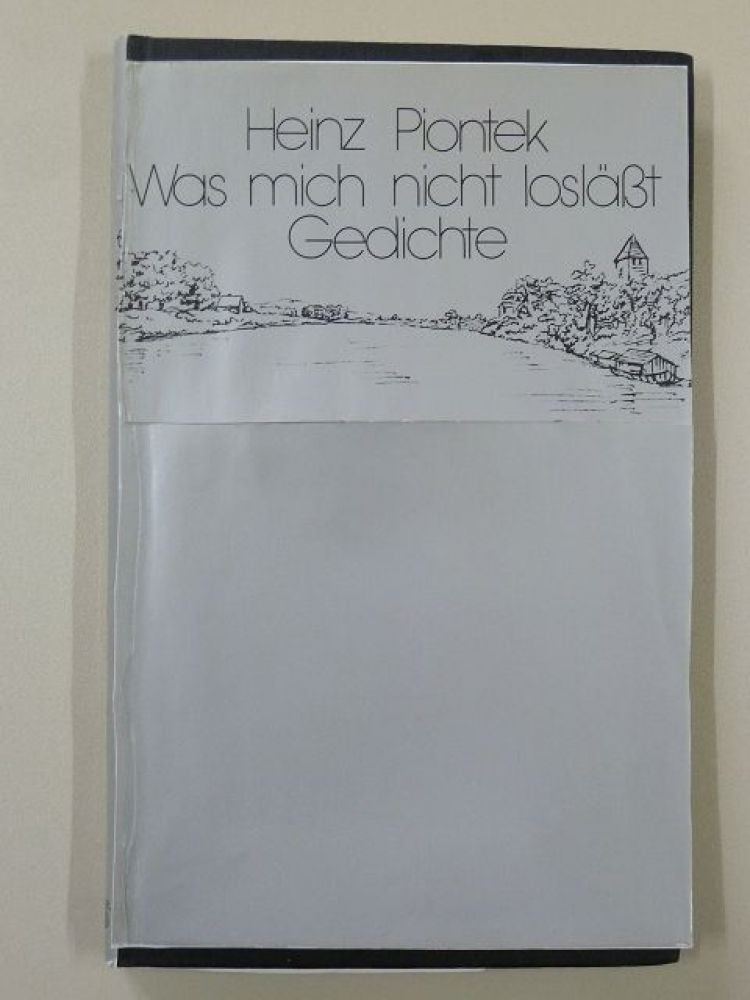 Heinz Piontek
Was mich nicht losläßt
Gedichte